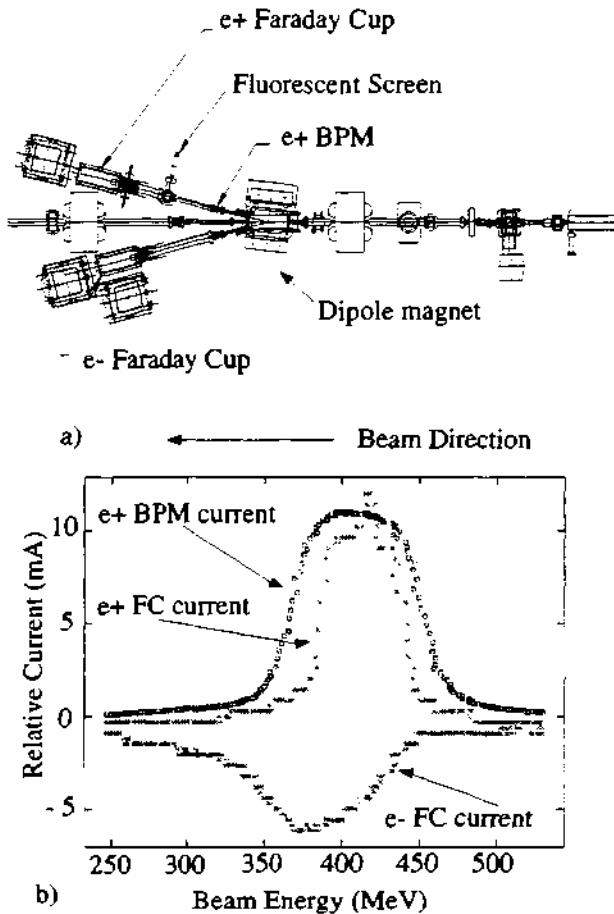 e+ Faraday Cup
Fluorescent Screen
e+ BPM
Dipole magnet
e- Faraday Cup
a)
Beam Direction
10
5
0
- 5
Relative Current (mA)
e+ BPM current
e+ FC current
e- FC current
250 300 350 400 450 500
b)
Beam Energy (MeV)